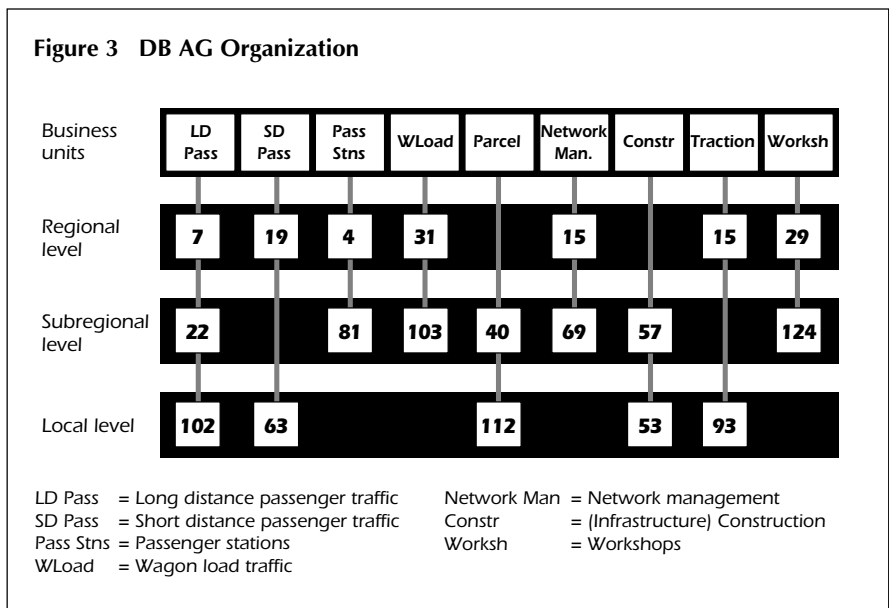 Figure 3 DB AG Organization
Business units
LD Pass
SD Pass
Pass Stns
WLoad
Parcel
Network Man.
Constr
Traction
Worksh
Regional level
7 19 4 31 15 15 29
Subregional level
22 81 103 40 69 57 124
Local level
102 63 112 53 93
LD Pass = Long distance passenger traffic
SD Pass = Short distance passenger traffic
Pass Stns = Passenger stations
WLoad = Wagon load traffic
Network Man = Network management
Constr = (Infrastructure) Construction
Worksh = Workshops